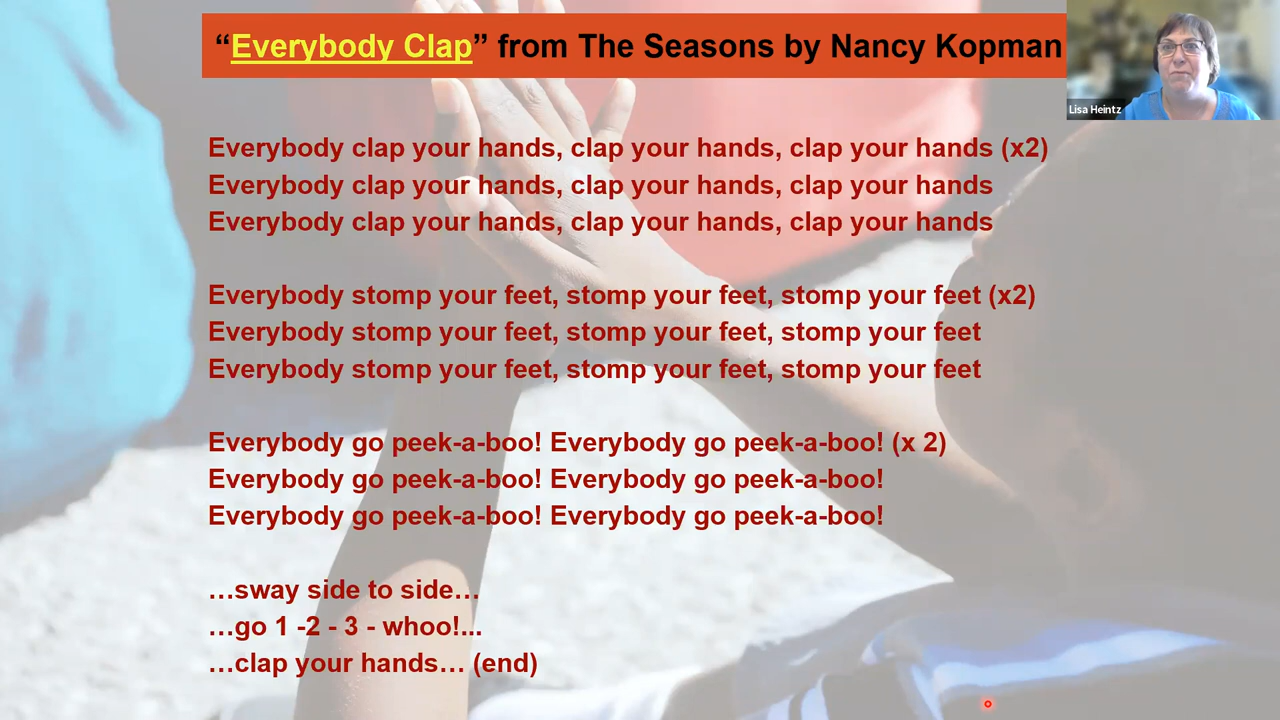 “Everybody Clap” from The Seasons by Nancy Kopman
Lisa Heintz
Everybody clap your hands, clap your hands, clap your hands (x2)
Everybody clap your hands, clap your hands, clap your hands
Everybody clap your hands, clap your hands, clap your hands
Everybody stomp your feet, stomp your feet, stomp your feet (x2)
Everybody stomp your feet, stomp your feet, stomp your feet
Everybody stomp your feet, stomp your feet, stomp your feet
Everybody go peek-a-boo! Everybody go peek-a-boo! (x 2)
Everybody go peek-a-boo! Everybody go peek-a-boo!
Everybody go peek-a-boo! Everybody go peek-a-boo!
…sway side to side…
…go 1 -2 - 3 - whoo!...
…clap your hands… (end)